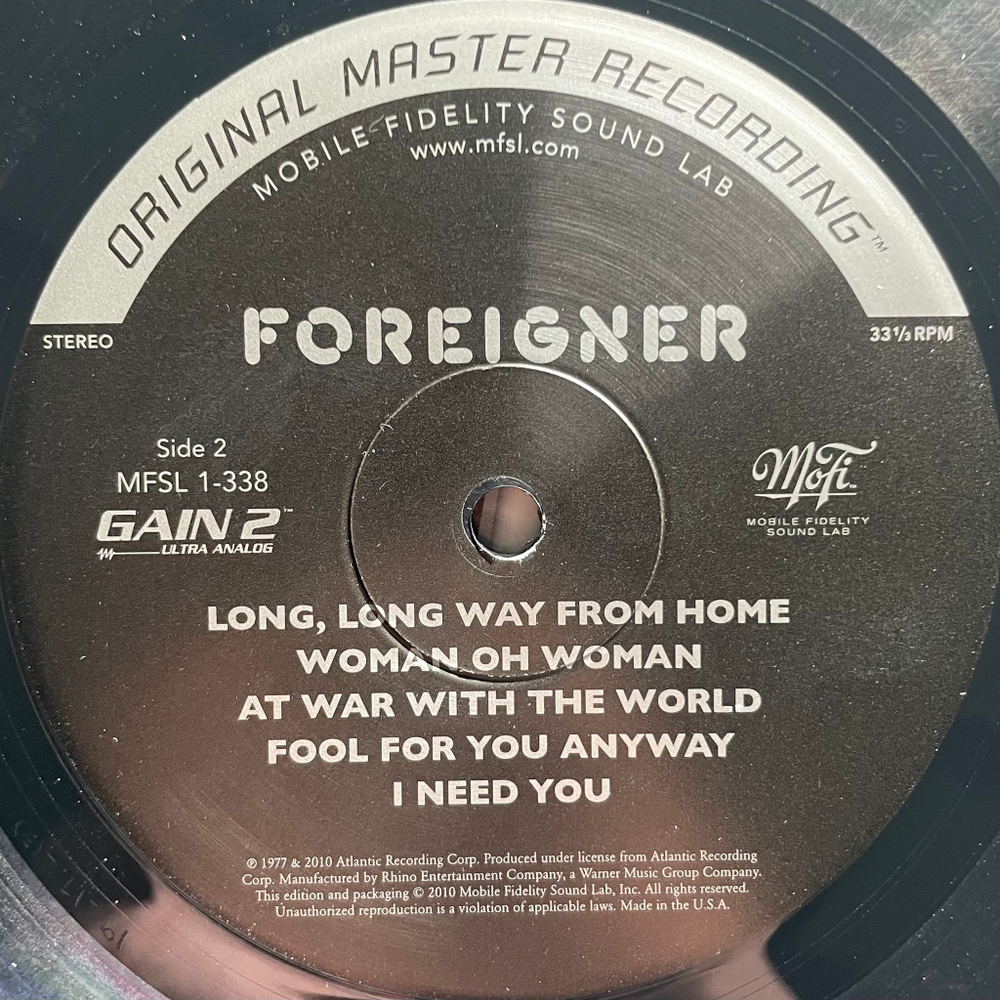 ORIGINAL MASTER RECORDING™
MOBILE FIDELITY SOUND LAB
www.mfsl.com
STEREO
33⅓ RPM
FOREIGNER
Side 2
MFSL 1-338
GAIN 2™
ULTRA ANALOG
MoFi
MOBILE FIDELITY
SOUND LAB
LONG, LONG WAY FROM HOME
WOMAN OH WOMAN
AT WAR WITH THE WORLD
FOOL FOR YOU ANYWAY
I NEED YOU
℗ 1977 & 2010 Atlantic Recording Corp. Produced under license from Atlantic Recording
Corp. Manufactured by Rhino Entertainment Company, a Warner Music Group Company.
This edition and packaging © 2010 Mobile Fidelity Sound Lab, Inc. All rights reserved.
Unauthorized reproduction is a violation of applicable laws. Made in the U.S.A.